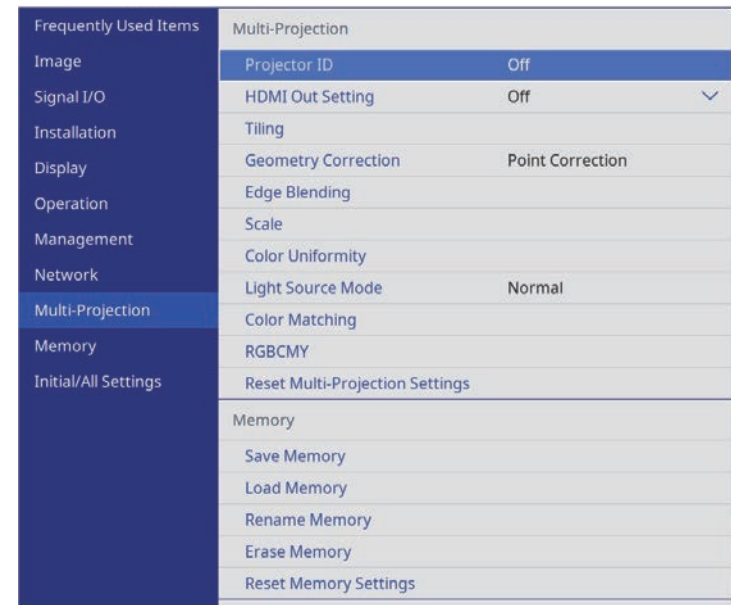 Frequently Used Items
Image
Signal I/O
Installation
Display
Operation
Management
Network
Multi-Projection
Memory
Initial/All Settings
Multi-Projection
Projector ID Off
HDMI Out Setting Off
Tiling
Geometry Correction Point Correction
Edge Blending
Scale
Color Uniformity
Light Source Mode Normal
Color Matching
RGBCMY
Reset Multi-Projection Settings
Memory
Save Memory
Load Memory
Rename Memory
Erase Memory
Reset Memory Settings